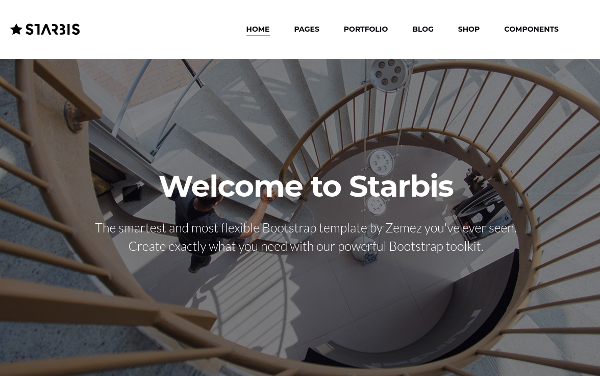 STARBIS
HOME PAGES PORTFOLIO BLOG SHOP COMPONENTS
Welcome to Starbis
The smartest and most flexible Bootstrap template by Zemez you've ever seen.
Create exactly what you need with our powerful Bootstrap toolkit.